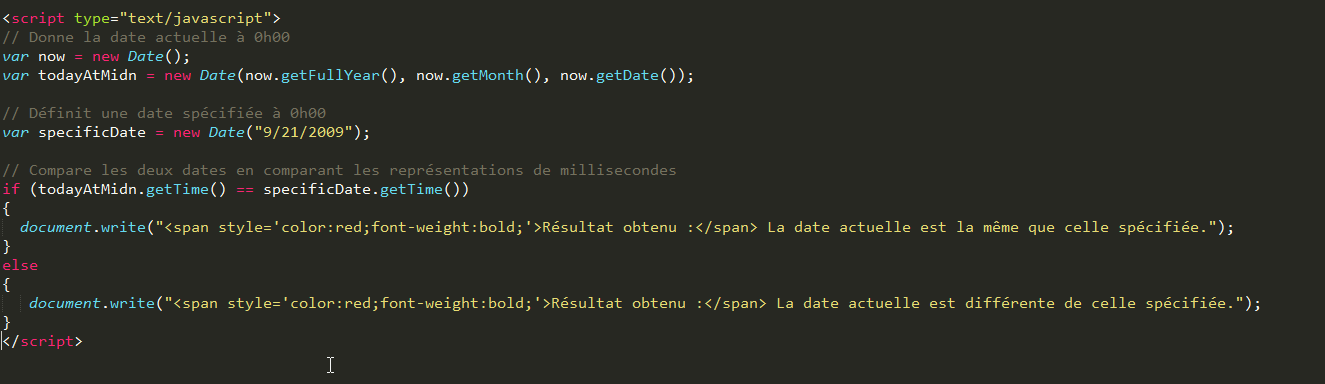 <script type="text/javascript">
// Donne la date actuelle à 0h00
var now = new Date();
var todayAtMidn = new Date(now.getFullYear(), now.getMonth(), now.getDate());
// Définit une date spécifiée à 0h00
var specificDate = new Date("9/21/2009");
// Compare les deux dates en comparant les représentations de millisecondes
if (todayAtMidn.getTime() == specificDate.getTime())
{
document.write("<span style='color:red;font-weight:bold;'>Résultat obtenu :</span> La date actuelle est la même que celle spécifiée.");
}
else
{
document.write("<span style='color:red;font-weight:bold;'>Résultat obtenu :</span> La date actuelle est différente de celle spécifiée.");
}
</script>